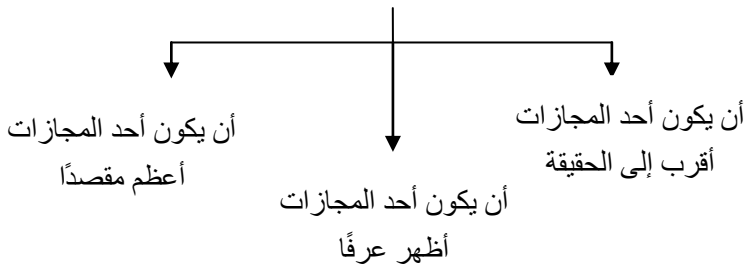 أن يكون أحد المجازات
أقرب إلى الحقيقة
أن يكون أحد المجازات
أظهر عرفًا
أن يكون أحد المجازات
أعظم مقصدًا